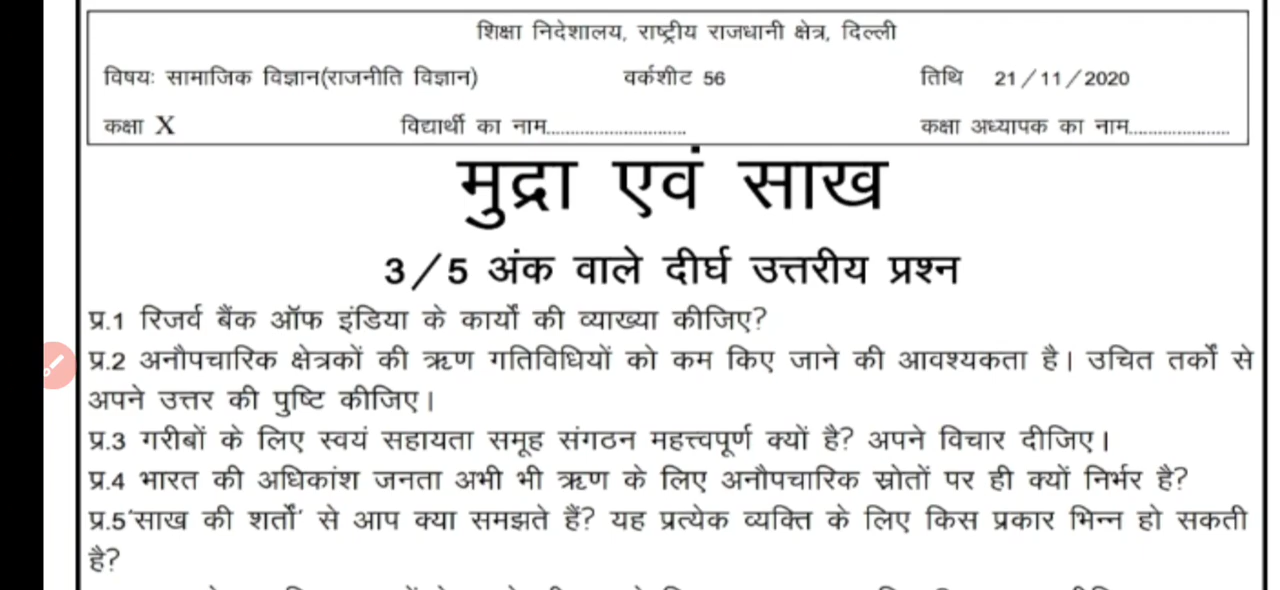 शिक्षा निदेशालय, राष्ट्रीय राजधानी क्षेत्र, दिल्ली
विषयः सामाजिक विज्ञान(राजनीति विज्ञान) वर्कशीट 56 तिथि 21/11/2020
कक्षा X विद्यार्थी का नाम............................. कक्षा अध्यापक का नाम.....................
मुद्रा एवं साख
3/5 अंक वाले दीर्घ उत्तरीय प्रश्न
प्र.1 रिजर्व बैंक ऑफ इंडिया के कार्यों की व्याख्या कीजिए?
प्र.2 अनौपचारिक क्षेत्रकों की ऋण गतिविधियों को कम किए जाने की आवश्यकता है। उचित तर्कों से
अपने उत्तर की पुष्टि कीजिए।
प्र.3 गरीबों के लिए स्वयं सहायता समूह संगठन महत्त्वपूर्ण क्यों है? अपने विचार दीजिए।
प्र.4 भारत की अधिकांश जनता अभी भी ऋण के लिए अनौपचारिक स्रोतों पर ही क्यों निर्भर है?
प्र.5'साख की शर्तों' से आप क्या समझते हैं? यह प्रत्येक व्यक्ति के लिए किस प्रकार भिन्न हो सकती
है?